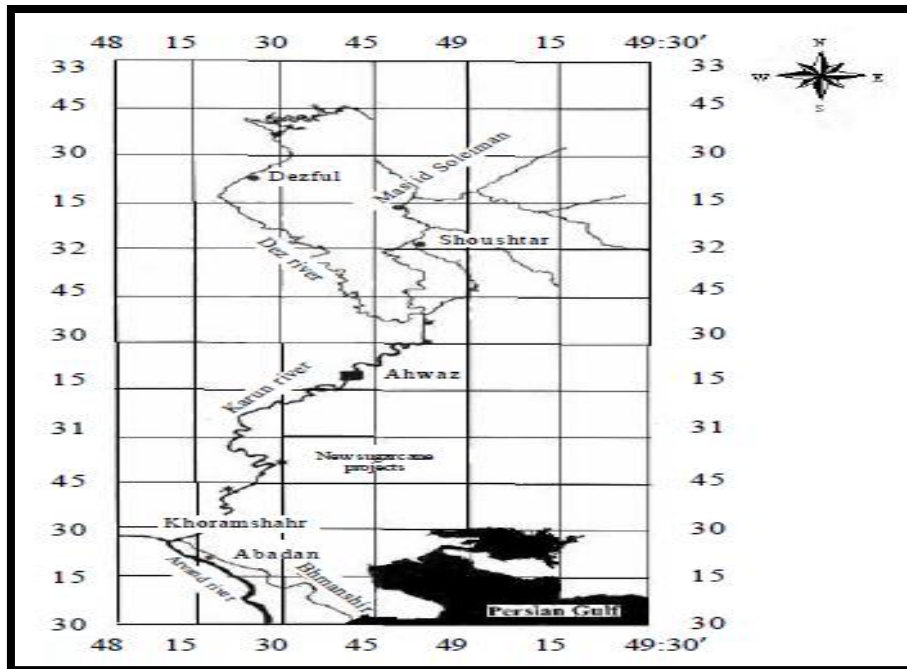 48 15 30 45 49 15 49:30′
N
W E
S
33 33
45 45
30 30
Masjid Soleiman
Dezful
15 15
Shoushtar
32 32
Dez river
45 45
30 30
15 Ahwaz 15
Karun river
31 31
New sugarcane
projects
45 45
30 Khoramshahr 30
Abadan
15 Arvand river Bhmanshir 15
Persian Gulf
30 30
48 15 30 45 49 15 49:30′